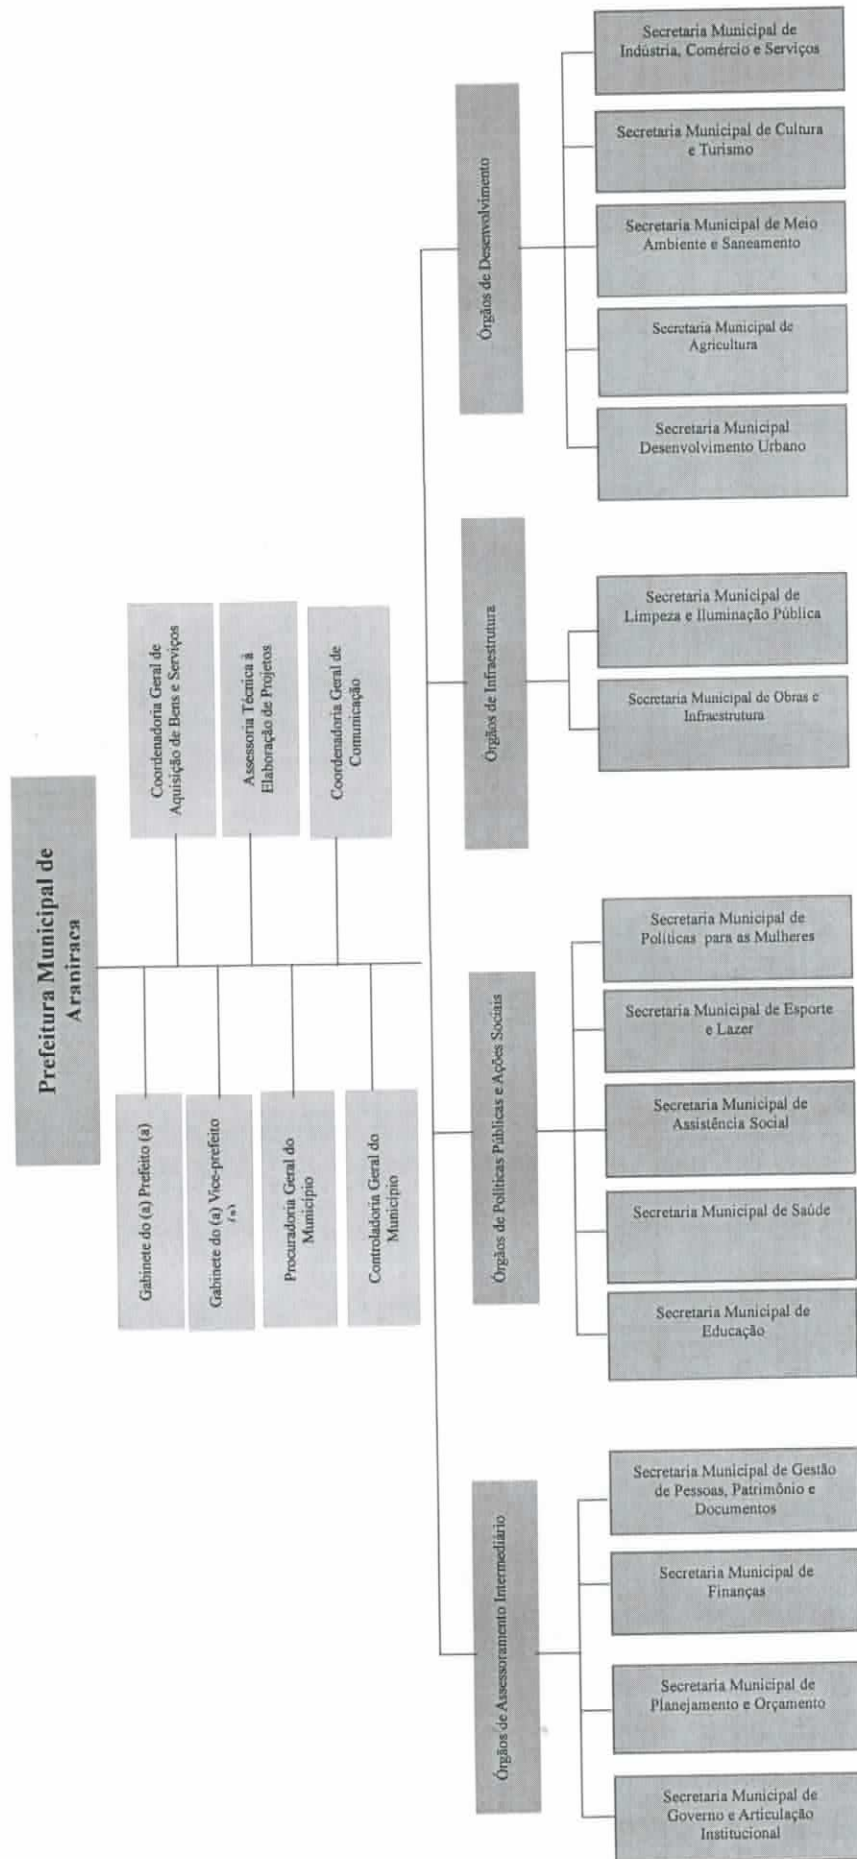 Prefeitura Municipal de
Araniraca
Gabinete do (a) Prefeito (a)
Gabinete do (a) Vice-prefeito
(a)
Procuradoria Geral do
Município
Controladoria Geral do
Município
Coordenadoria Geral de
Aquisição de Bens e Serviços
Assessoria Técnica à
Elaboração de Projetos
Coordenadoria Geral de
Comunicação
Órgãos de Assessoramento Intermediário
Secretaria Municipal de
Governo e Articulação
Institucional
Secretaria Municipal de
Planejamento e Orçamento
Secretaria Municipal de
Finanças
Secretaria Municipal de Gestão
de Pessoas, Patrimônio e
Documentos
Órgãos de Políticas Públicas e Ações Sociais
Secretaria Municipal de
Educação
Secretaria Municipal de Saúde
Secretaria Municipal de
Assistência Social
Secretaria Municipal de Esporte
e Lazer
Secretaria Municipal de
Políticas para as Mulheres
Órgãos de Infraestrutura
Secretaria Municipal de Obras e
Infraestrutura
Secretaria Municipal de
Limpeza e Iluminação Pública
Órgãos de Desenvolvimento
Secretaria Municipal
Desenvolvimento Urbano
Secretaria Municipal de
Agricultura
Secretaria Municipal de Meio
Ambiente e Saneamento
Secretaria Municipal de Cultura
e Turismo
Secretaria Municipal de
Indústria, Comércio e Serviços